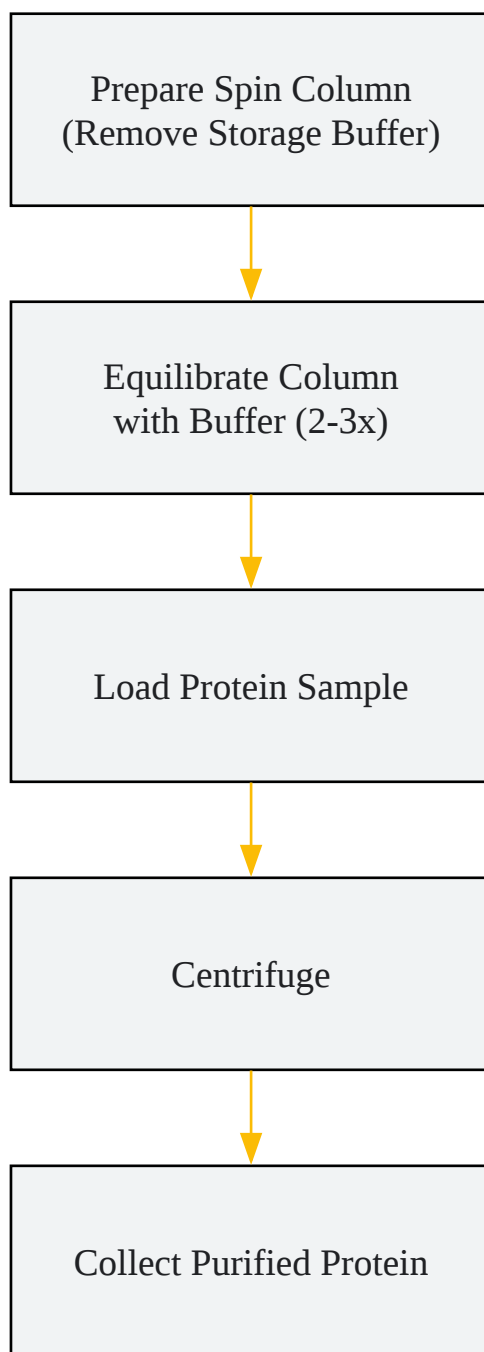 Prepare Spin Column
(Remove Storage Buffer)
Equilibrate Column
with Buffer (2-3x)
Load Protein Sample
Centrifuge
Collect Purified Protein